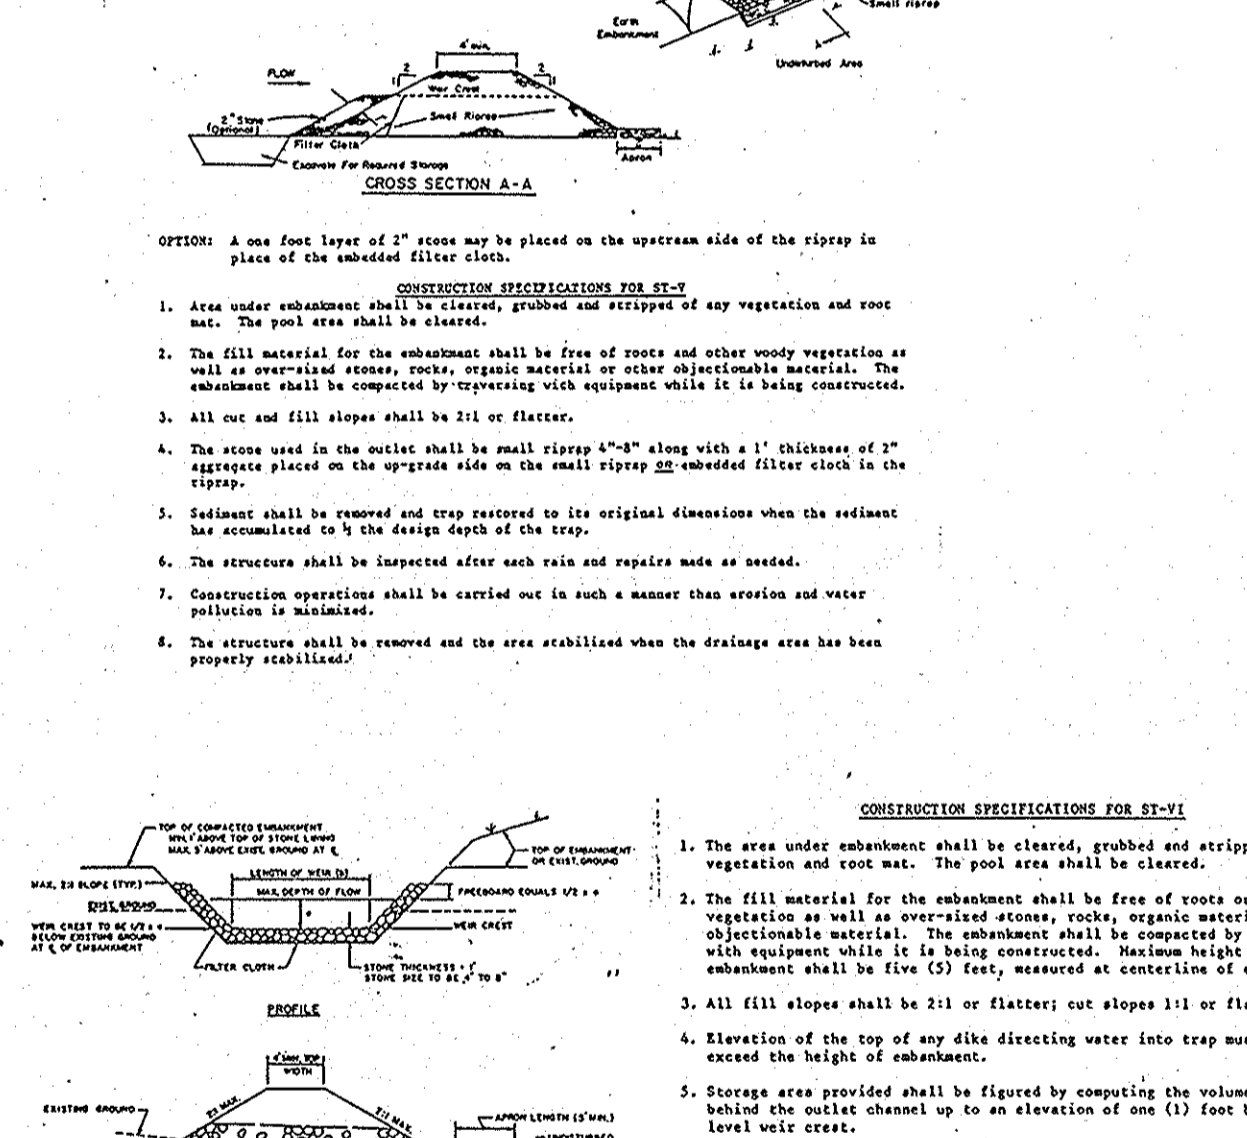 Small riprap
Earth
Embankment
Undisturbed Area
4' min.
FLOW
2
1
2
1
Weir Crest
2" Stone
(Optional)
Small Riprap
Filter Cloth
Apron
Excavate For Required Storage
CROSS SECTION A-A
OPTION: A one foot layer of 2" stone may be placed on the upstream side of the riprap in
place of the embedded filter cloth.
CONSTRUCTION SPECIFICATIONS FOR ST-V
1. Area under embankment shall be cleared, grubbed and stripped of any vegetation and root
mat. The pool area shall be cleared.
2. The fill material for the embankment shall be free of roots and other woody vegetation as
well as over-sized stones, rocks, organic material or other objectionable material. The
embankment shall be compacted by traversing with equipment while it is being constructed.
3. All cut and fill slopes shall be 2:1 or flatter.
4. The stone used in the outlet shall be small riprap 4"-8" along with a 1' thickness of 2"
aggregate placed on the up-grade side on the small riprap OR embedded filter cloth in the
riprap.
5. Sediment shall be removed and trap restored to its original dimensions when the sediment
has accumulated to ½ the design depth of the trap.
6. The structure shall be inspected after each rain and repairs made as needed.
7. Construction operations shall be carried out in such a manner than erosion and water
pollution is minimized.
8. The structure shall be removed and the area stabilized when the drainage area has been
properly stabilized.
TOP OF COMPACTED EMBANKMENT
MIN. 1' ABOVE TOP OF STONE LINING
MAX. 5' ABOVE EXIST. GROUND AT ℄
TOP OF EMBANKMENT
OR EXIST. GROUND
LENGTH OF WEIR (b)
MAX. 2:1 SLOPE (TYP.)
MAX. DEPTH OF FLOW
FREEBOARD EQUALS 1/2
EXIST. GROUND
WEIR CREST TO BE 1/2
BELOW EXISTING GROUND
AT ℄ OF EMBANKMENT
WEIR CREST
FILTER CLOTH
STONE THICKNESS = 1'
STONE SIZE TO BE 4" TO 8"
PROFILE
4' MIN. TOP
WIDTH
2:1 MAX.
2:1 MAX.
EXISTING GROUND
APRON LENGTH (5' MIN.)
UNDISTURBED
CONSTRUCTION SPECIFICATIONS FOR ST-VI
1. The area under embankment shall be cleared, grubbed and stripp
vegetation and root mat. The pool area shall be cleared.
2. The fill material for the embankment shall be free of roots or
vegetation as well as over-sized stones, rocks, organic materi
objectionable material. The embankment shall be compacted by
with equipment while it is being constructed. Maximum height
embankment shall be five (5) feet, measured at centerline of e
3. All fill slopes shall be 2:1 or flatter; cut slopes 1:1 or fla
4. Elevation of the top of any dike directing water into trap mus
exceed the height of embankment.
5. Storage area provided shall be figured by computing the volume
behind the outlet channel up to an elevation of one (1) foot b
level weir crest.